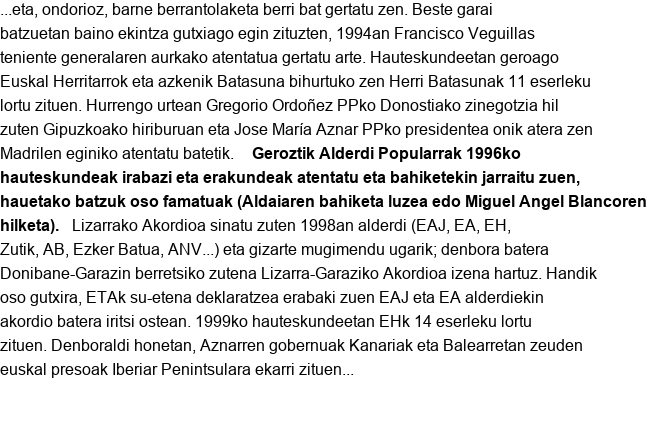 ...eta, ondorioz, barne berrantolaketa berri bat gertatu zen. Beste garai
batzuetan baino ekintza gutxiago egin zituzten, 1994an Francisco Veguillas
teniente generalaren aurkako atentatua gertatu arte. Hauteskundeetan geroago
Euskal Herritarrok eta azkenik Batasuna bihurtuko zen Herri Batasunak 11 eserleku
lortu zituen. Hurrengo urtean Gregorio Ordoñez PPko Donostiako zinegotzia hil
zuten Gipuzkoako hiriburuan eta Jose María Aznar PPko presidentea onik atera zen
Madrilen eginiko atentatu batetik. Geroztik Alderdi Popularrak 1996ko
hauteskundeak irabazi eta erakundeak atentatu eta bahiketekin jarraitu zuen,
hauetako batzuk oso famatuak (Aldaiaren bahiketa luzea edo Miguel Angel Blancoren
hilketa). Lizarrako Akordioa sinatu zuten 1998an alderdi (EAJ, EA, EH,
Zutik, AB, Ezker Batua, ANV...) eta gizarte mugimendu ugarik; denbora batera
Donibane-Garazin berretsiko zutena Lizarra-Garaziko Akordioa izena hartuz. Handik
oso gutxira, ETAk su-etena deklaratzea erabaki zuen EAJ eta EA alderdiekin
akordio batera iritsi ostean. 1999ko hauteskundeetan EHk 14 eserleku lortu
zituen. Denboraldi honetan, Aznarren gobernuak Kanariak eta Balearretan zeuden
euskal presoak Iberiar Penintsulara ekarri zituen...